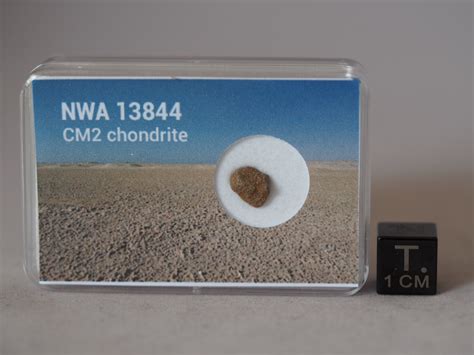 NWA 13844
CM2 chondrite
T.
1 CM